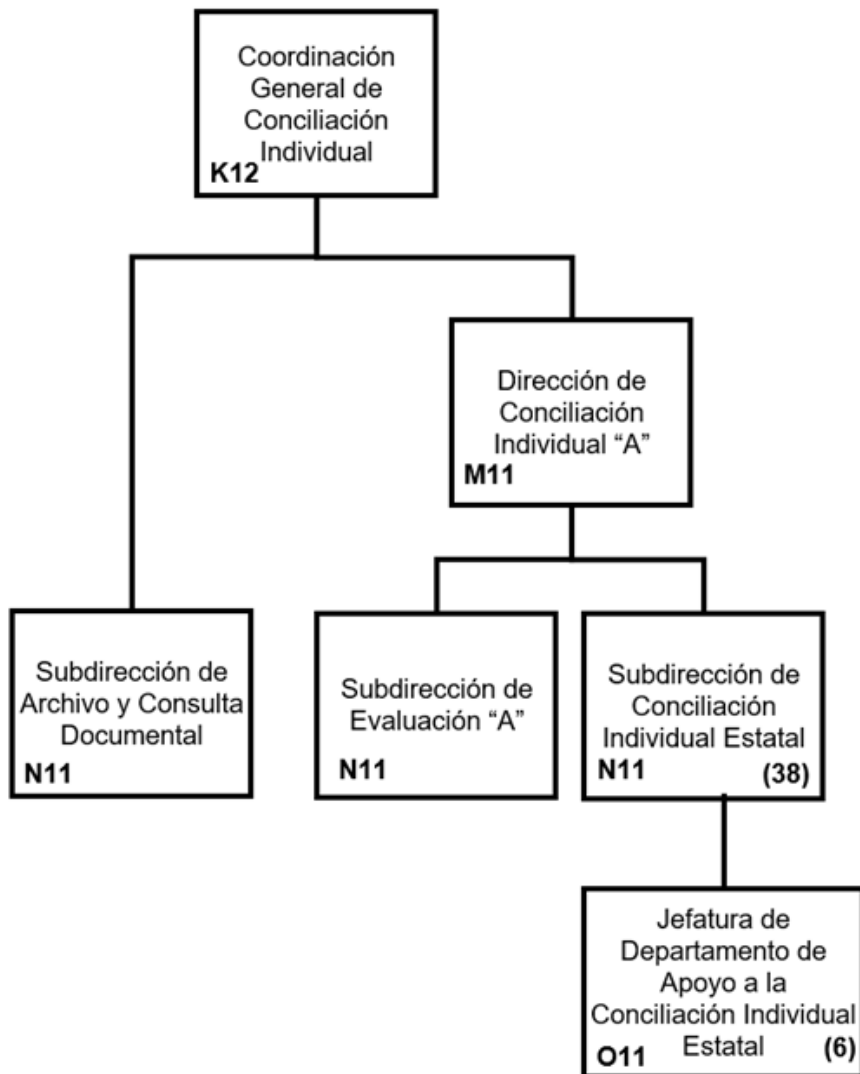 Coordinación
General de
Conciliación
Individual
K12
Dirección de
Conciliación
Individual “A”
M11
Subdirección de
Archivo y Consulta
Documental
N11
Subdirección de
Evaluación “A”
N11
Subdirección de
Conciliación
Individual Estatal
N11 (38)
Jefatura de
Departamento de
Apoyo a la
Conciliación Individual
Estatal
O11 (6)